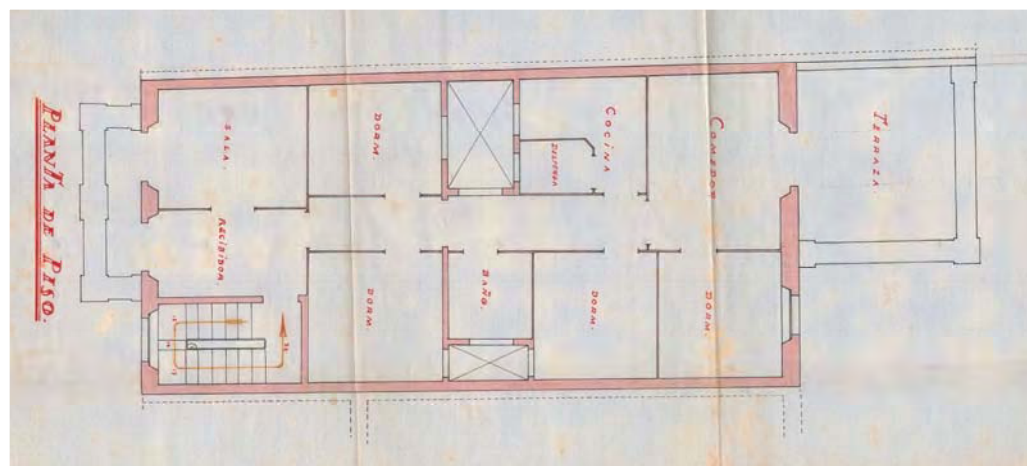 PLANTA DE PISO.
SALA
DORM.
COCINA
DESPENSA
COMEDOR
TERRAZA.
RECIBIDOR.
DORM.
BAÑO.
DORM.
DORM.